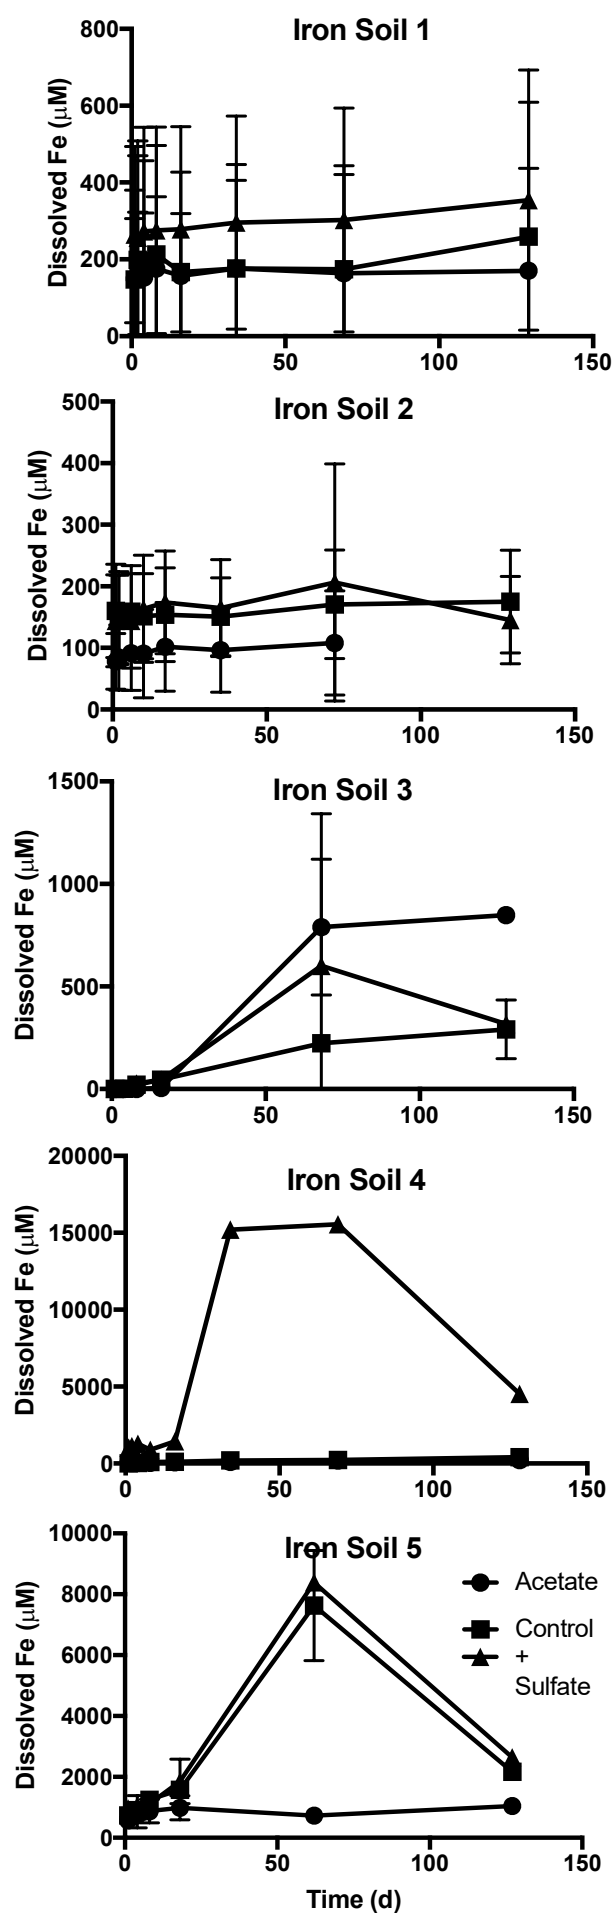 Iron Soil 1
Dissolved Fe (μM)
800
600
400
200
0
0 50 100 150
Iron Soil 2
Dissolved Fe (μM)
500
400
300
200
100
0
0 50 100 150
Iron Soil 3
Dissolved Fe (μM)
1500
1000
500
0
0 50 100 150
Iron Soil 4
Dissolved Fe (μM)
20000
15000
10000
5000
0
0 50 100 150
Iron Soil 5
Dissolved Fe (μM)
10000
8000
6000
4000
2000
0
0 50 100 150
Time (d)
Acetate
Control
+
Sulfate